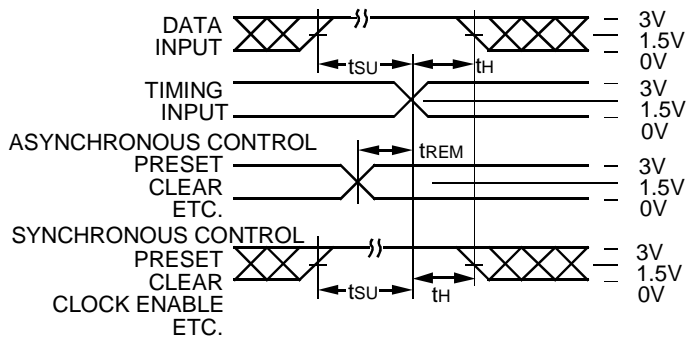 DATA
INPUT
3V
1.5V
0V
tSU
tH
TIMING
INPUT
3V
1.5V
0V
ASYNCHRONOUS CONTROL
PRESET
CLEAR
ETC.
tREM
3V
1.5V
0V
SYNCHRONOUS CONTROL
PRESET
CLEAR
CLOCK ENABLE
ETC.
tSU
tH
3V
1.5V
0V